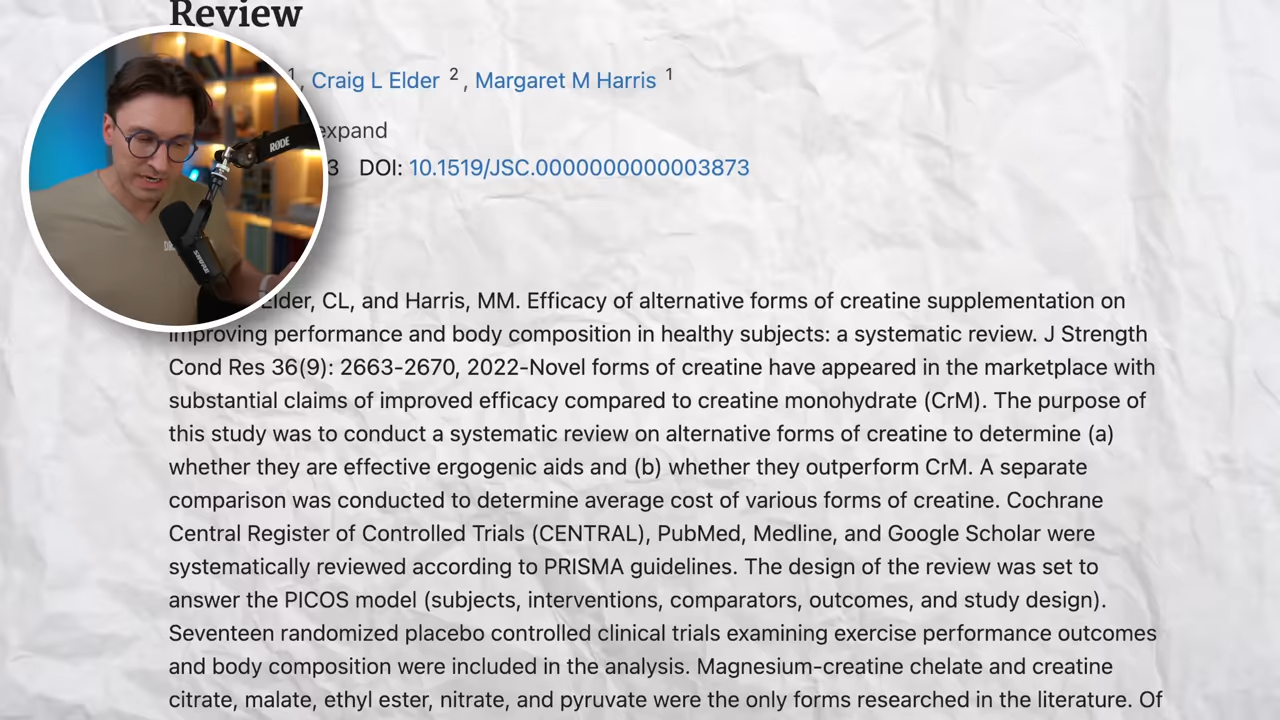 Review
1, Craig L Elder 2, Margaret M Harris 1
expand
3 DOI: 10.1519/JSC.0000000000003873
Elder, CL, and Harris, MM. Efficacy of alternative forms of creatine supplementation on
improving performance and body composition in healthy subjects: a systematic review. J Strength
Cond Res 36(9): 2663-2670, 2022-Novel forms of creatine have appeared in the marketplace with
substantial claims of improved efficacy compared to creatine monohydrate (CrM). The purpose of
this study was to conduct a systematic review on alternative forms of creatine to determine (a)
whether they are effective ergogenic aids and (b) whether they outperform CrM. A separate
comparison was conducted to determine average cost of various forms of creatine. Cochrane
Central Register of Controlled Trials (CENTRAL), PubMed, Medline, and Google Scholar were
systematically reviewed according to PRISMA guidelines. The design of the review was set to
answer the PICOS model (subjects, interventions, comparators, outcomes, and study design).
Seventeen randomized placebo controlled clinical trials examining exercise performance outcomes
and body composition were included in the analysis. Magnesium-creatine chelate and creatine
citrate, malate, ethyl ester, nitrate, and pyruvate were the only forms researched in the literature. Of
RØDE
SHURE